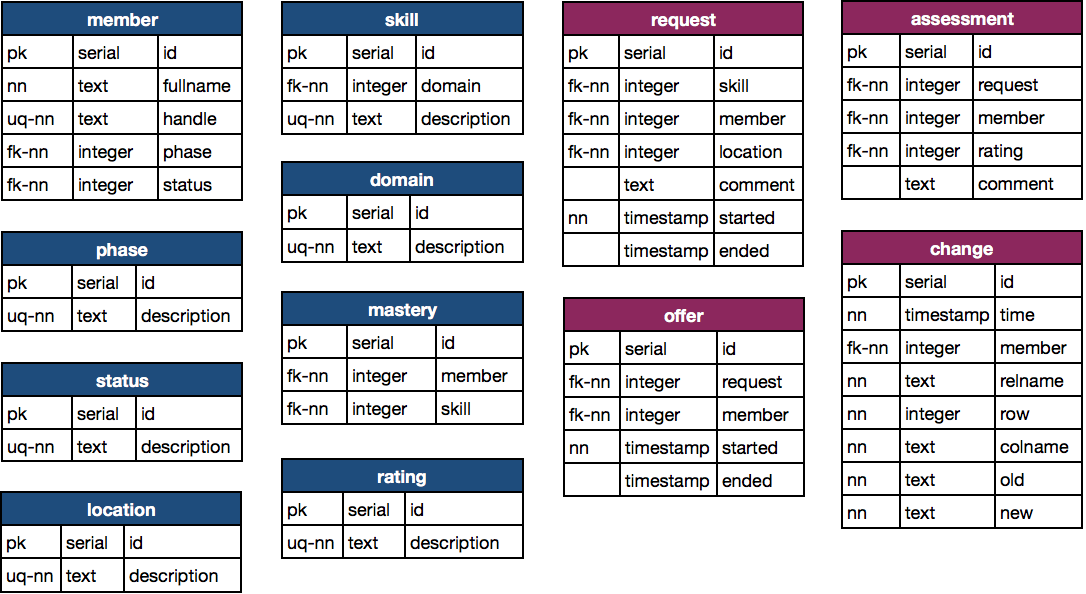 member
pk serial id
nn text fullname
uq-nn text handle
fk-nn integer phase
fk-nn integer status
phase
pk serial id
uq-nn text description
status
pk serial id
uq-nn text description
location
pk serial id
uq-nn text description
skill
pk serial id
fk-nn integer domain
uq-nn text description
domain
pk serial id
uq-nn text description
mastery
pk serial id
fk-nn integer member
fk-nn integer skill
rating
pk serial id
uq-nn text description
request
pk serial id
fk-nn integer skill
fk-nn integer member
fk-nn integer location
text comment
nn timestamp started
timestamp ended
offer
pk serial id
fk-nn integer request
fk-nn integer member
nn timestamp started
timestamp ended
assessment
pk serial id
fk-nn integer request
fk-nn integer member
fk-nn integer rating
text comment
change
pk serial id
nn timestamp time
fk-nn integer member
nn text relname
nn integer row
nn text colname
nn text old
nn text new